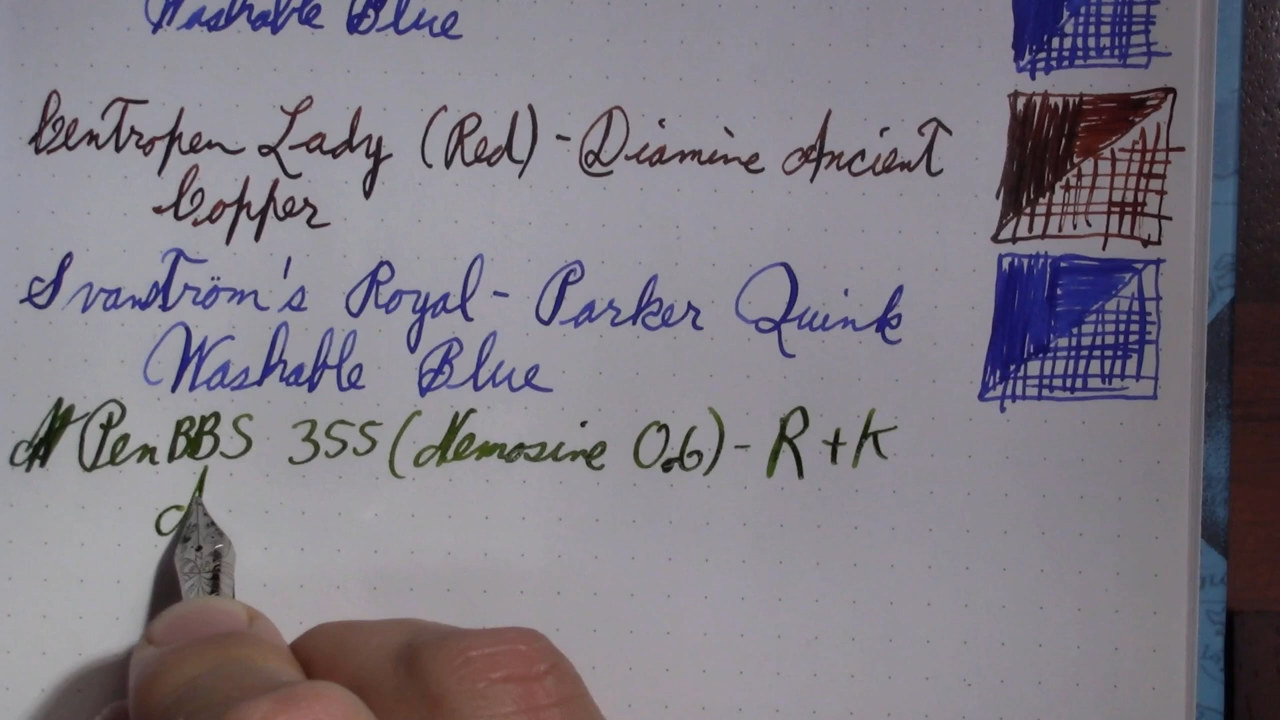 Washable Blue
Centropen Lady (Red) - Diamine Ancient
Copper
Svanström's Royal - Parker Quink
Washable Blue
PenBBS 355 (Nemosine 0.6) - R + K